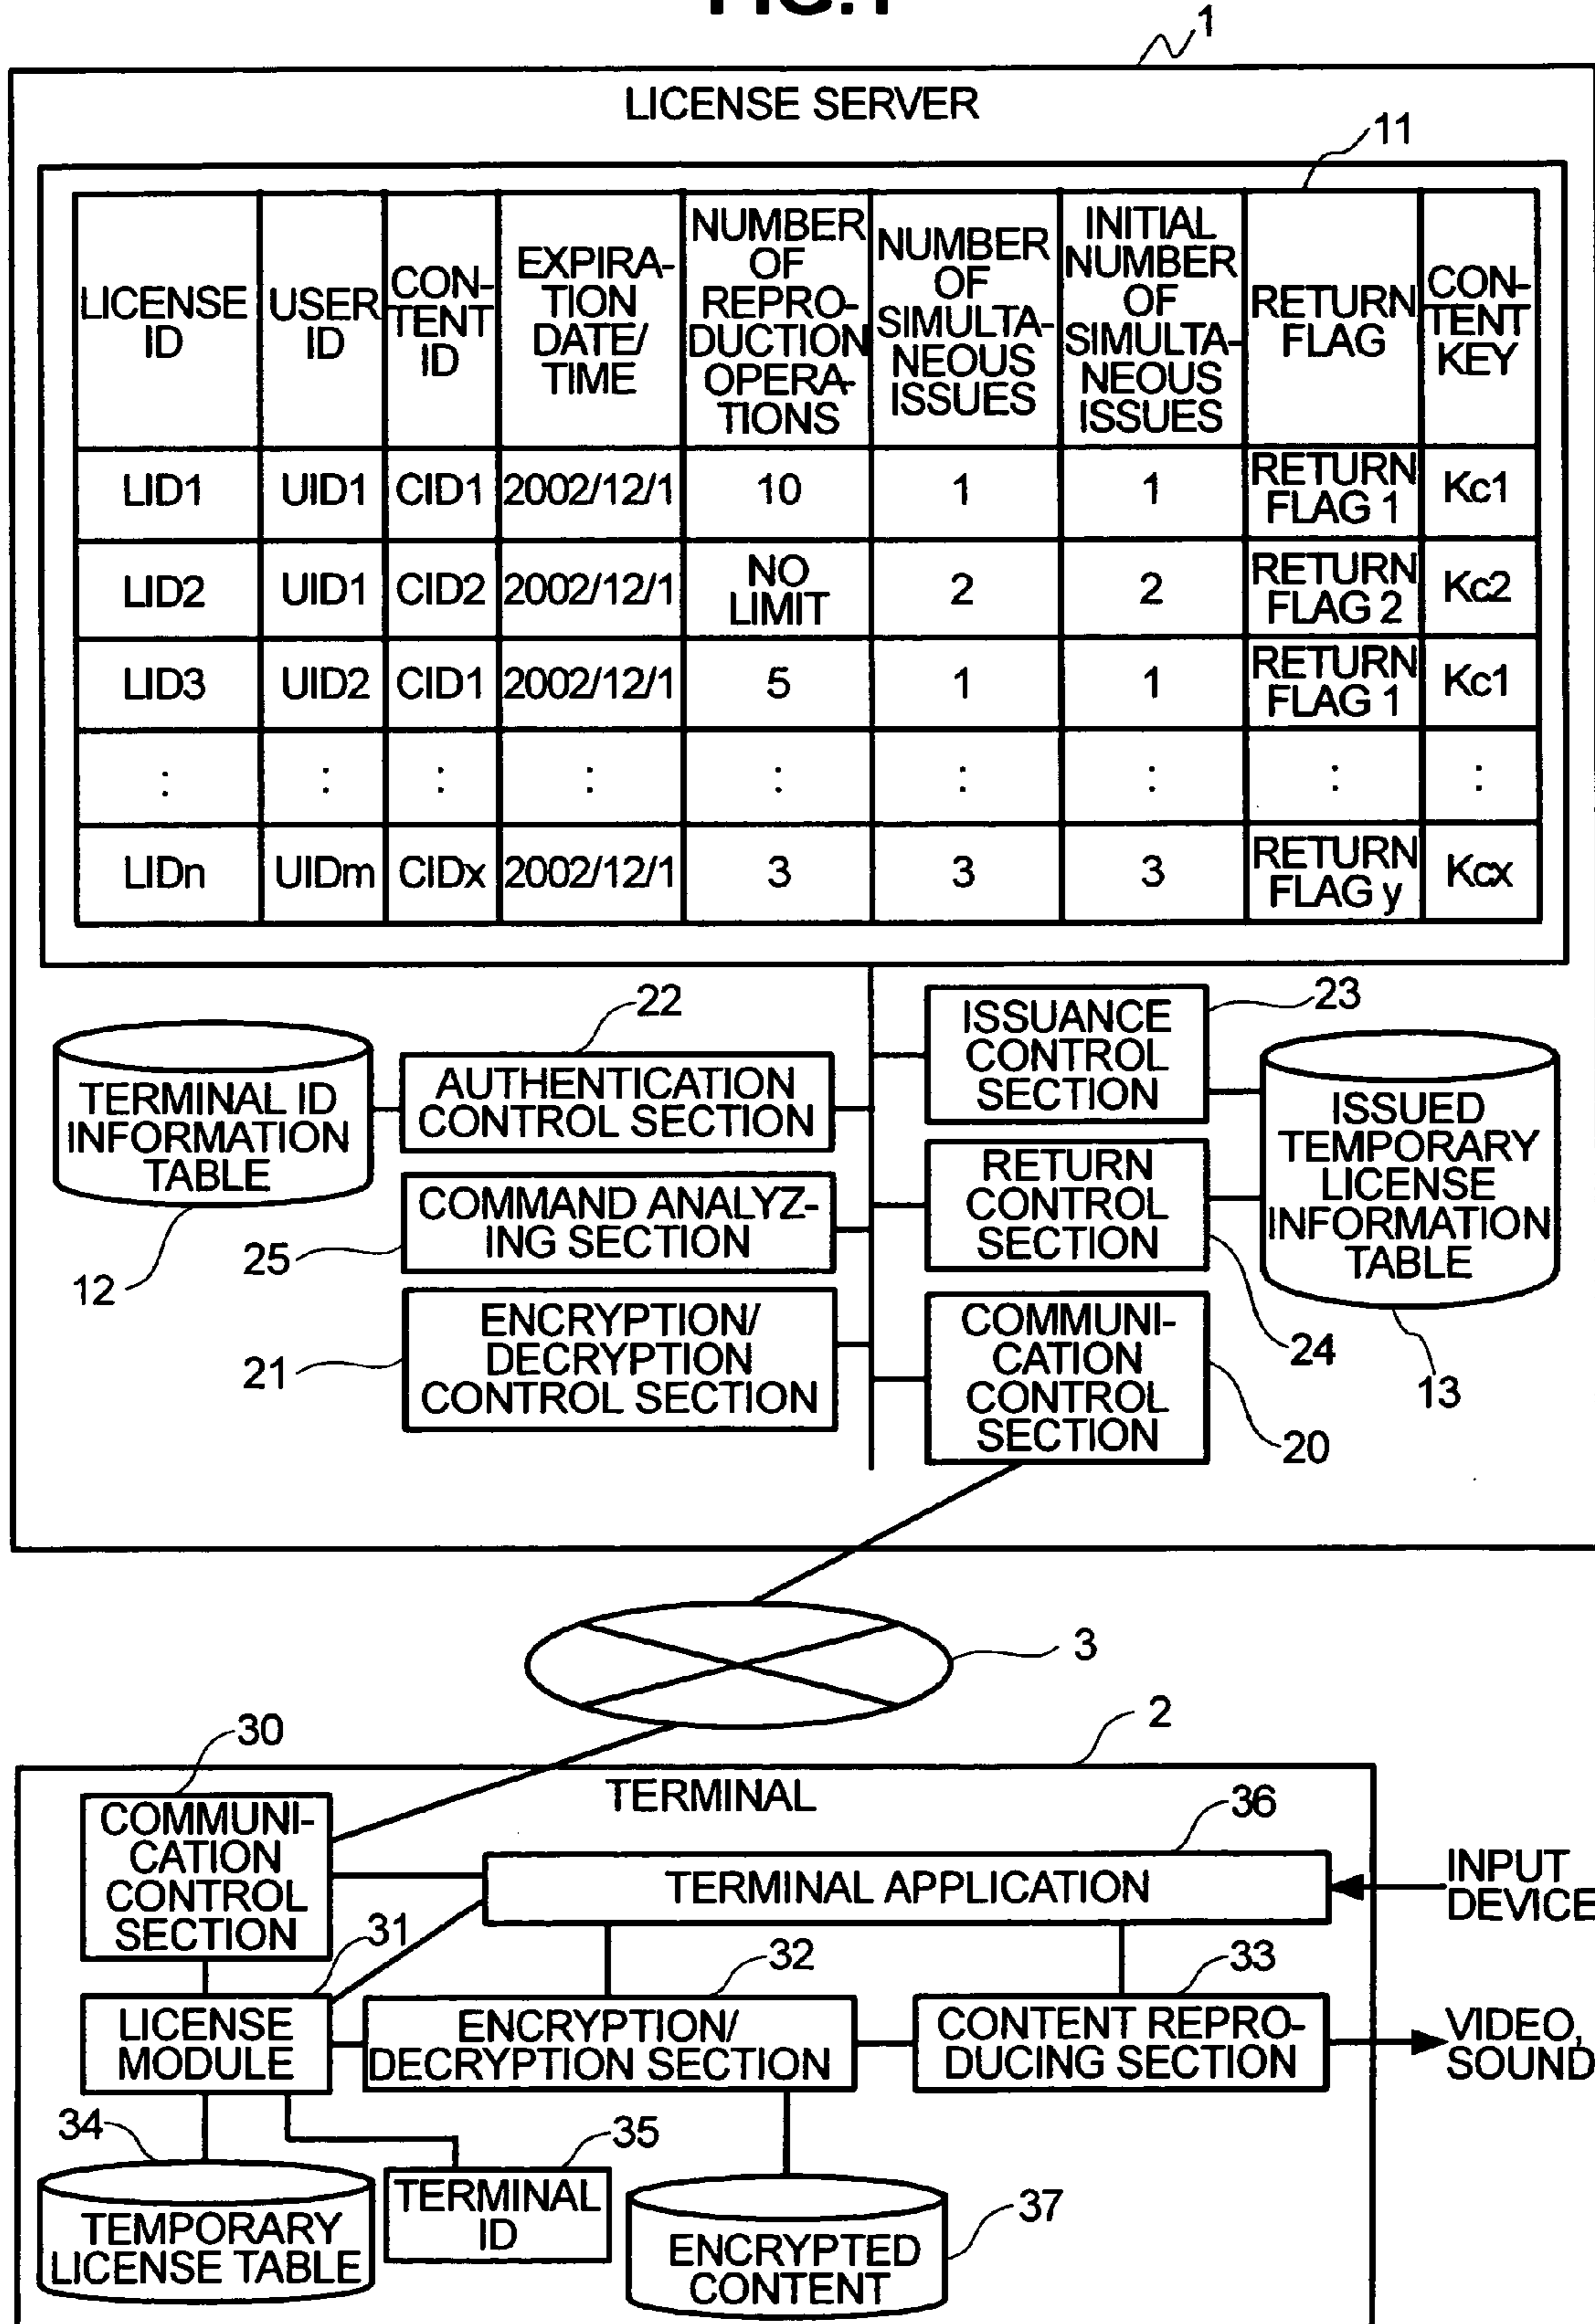 FIG.1
1
LICENSE SERVER
11
LICENSE ID
USER ID
CON-TENT ID
EXPIRA-TION DATE/TIME
NUMBER OF REPRO-DUCTION OPERA-TIONS
NUMBER OF SIMULTA-NEOUS ISSUES
INITIAL NUMBER OF SIMULTA-NEOUS ISSUES
RETURN FLAG
CON-TENT KEY
LID1 UID1 CID1 2002/12/1 10 1 1 RETURN FLAG 1 Kc1
LID2 UID1 CID2 2002/12/1 NO LIMIT 2 2 RETURN FLAG 2 Kc2
LID3 UID2 CID1 2002/12/1 5 1 1 RETURN FLAG 1 Kc1
: : : : : : : : :
LIDn UIDm CIDx 2002/12/1 3 3 3 RETURN FLAG y Kcx
22
23
TERMINAL ID
INFORMATION
TABLE
12
AUTHENTICATION
CONTROL SECTION
ISSUANCE
CONTROL
SECTION
ISSUED
TEMPORARY
LICENSE
INFORMATION
TABLE
13
COMMAND ANALYZ-
ING SECTION
25
RETURN
CONTROL
SECTION
24
ENCRYPTION/
DECRYPTION
CONTROL SECTION
21
COMMUNI-
CATION
CONTROL
SECTION
20
3
2
30
TERMINAL
COMMUNI-
CATION
CONTROL
SECTION
36
TERMINAL APPLICATION
INPUT
DEVICE
31
LICENSE
MODULE
32
ENCRYPTION/
DECRYPTION SECTION
33
CONTENT REPRO-
DUCING SECTION
VIDEO,
SOUND
34
TEMPORARY
LICENSE TABLE
35
TERMINAL
ID
37
ENCRYPTED
CONTENT